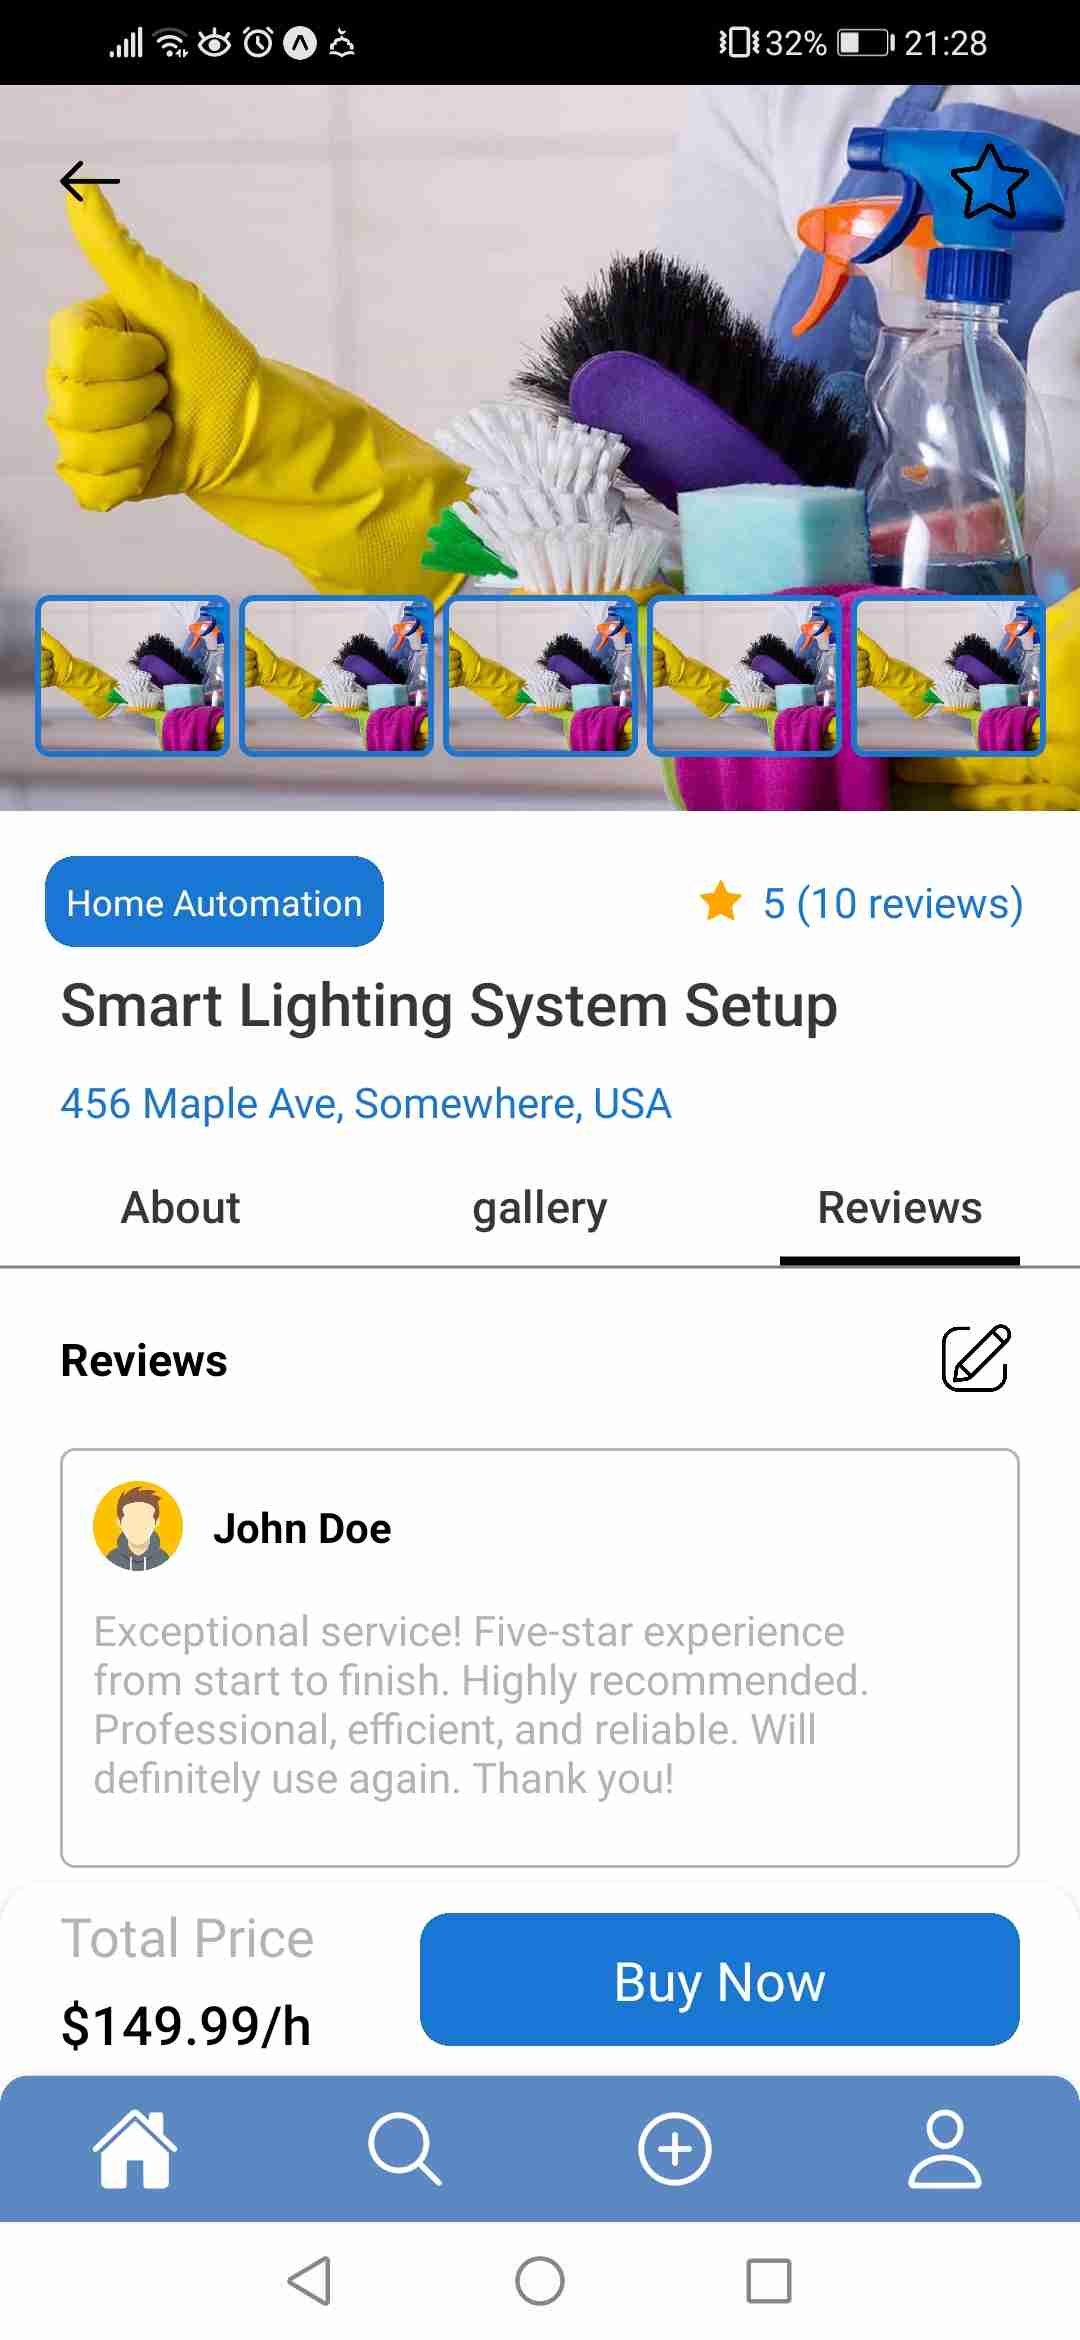 32% 21:28
Home Automation
5 (10 reviews)
Smart Lighting System Setup
456 Maple Ave, Somewhere, USA
About gallery Reviews
Reviews
John Doe
Exceptional service! Five-star experience
from start to finish. Highly recommended.
Professional, efficient, and reliable. Will
definitely use again. Thank you!
Total Price
$149.99/h
Buy Now